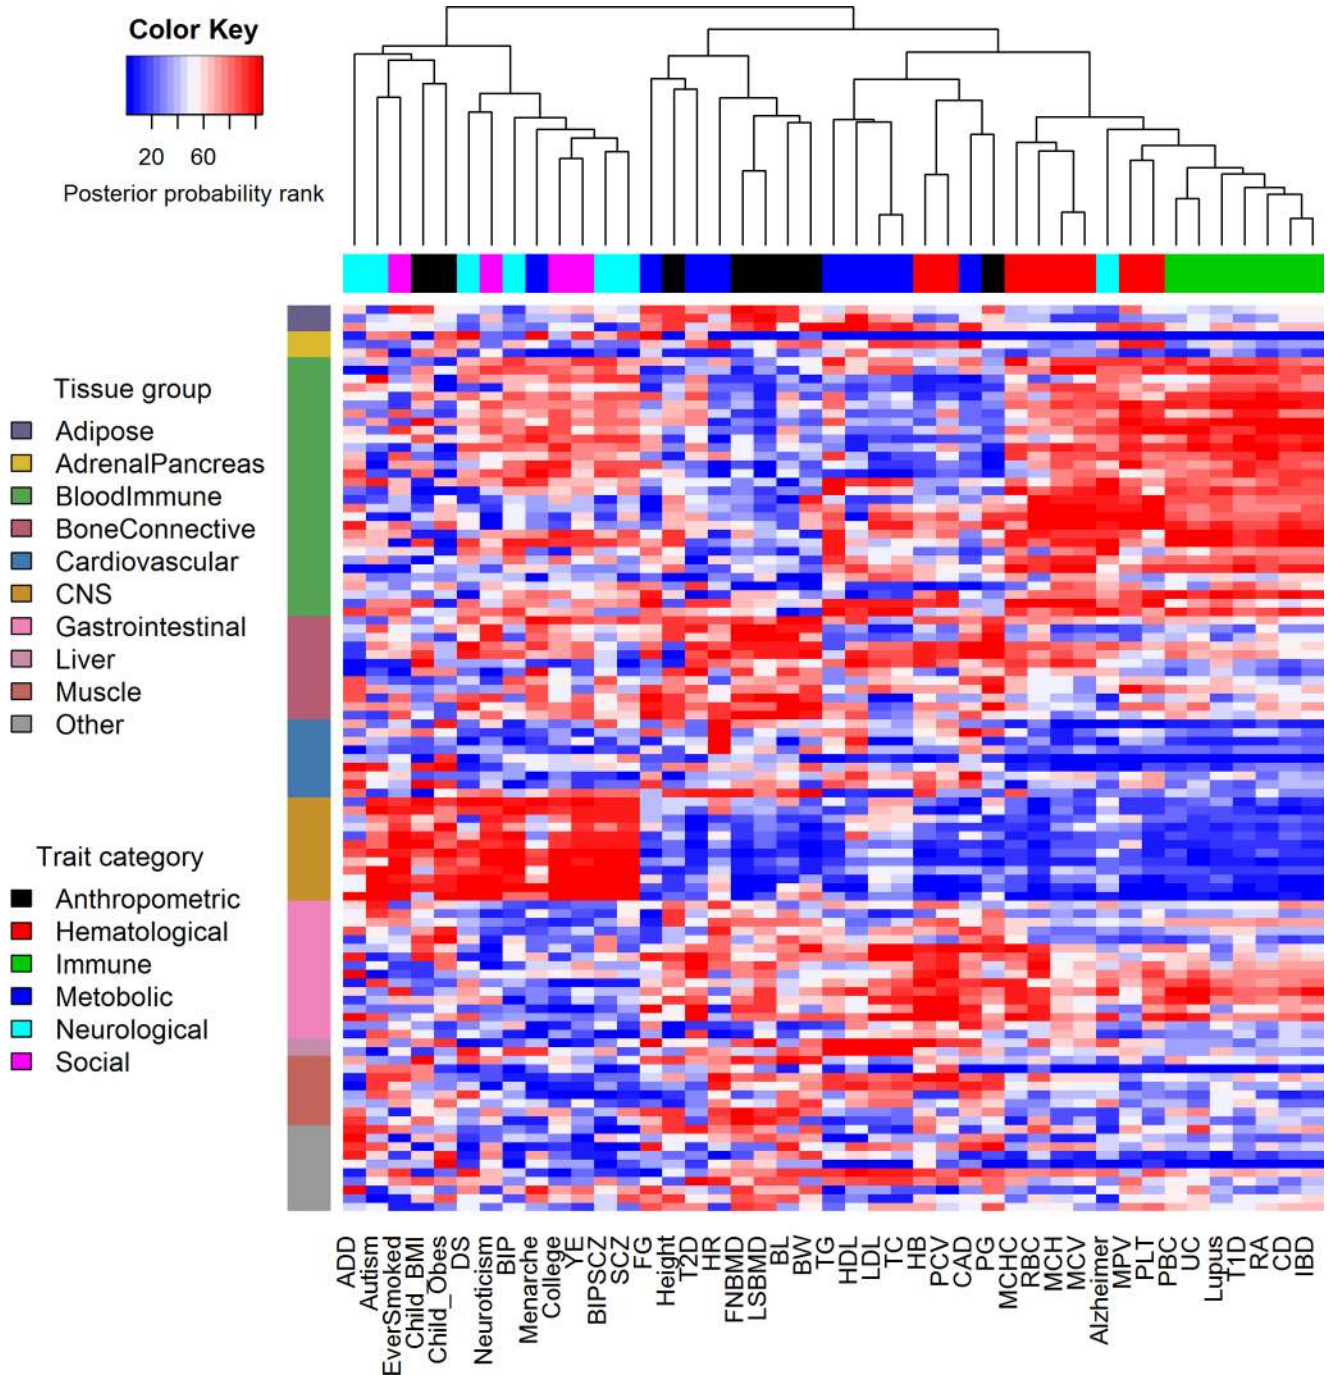 Color Key
20 60
Posterior probability rank
Tissue group
Adipose
AdrenalPancreas
BloodImmune
BoneConnective
Cardiovascular
CNS
Gastrointestinal
Liver
Muscle
Other
Trait category
Anthropometric
Hematological
Immune
Metobolic
Neurological
Social
ADD
Autism
EverSmoked
Child_BMI
Child_Obes
DS
Neuroticism
BIP
Menarche
College
YE
BIPSCZ
SCZ
FG
Height
T2D
HR
FNBMD
LSBMD
BL
BW
TG
HDL
LDL
TC
HB
PCV
CAD
PG
MCHC
RBC
MCH
MCV
Alzheimer
MPV
PLT
PBC
UC
Lupus
T1D
RA
CD
IBD